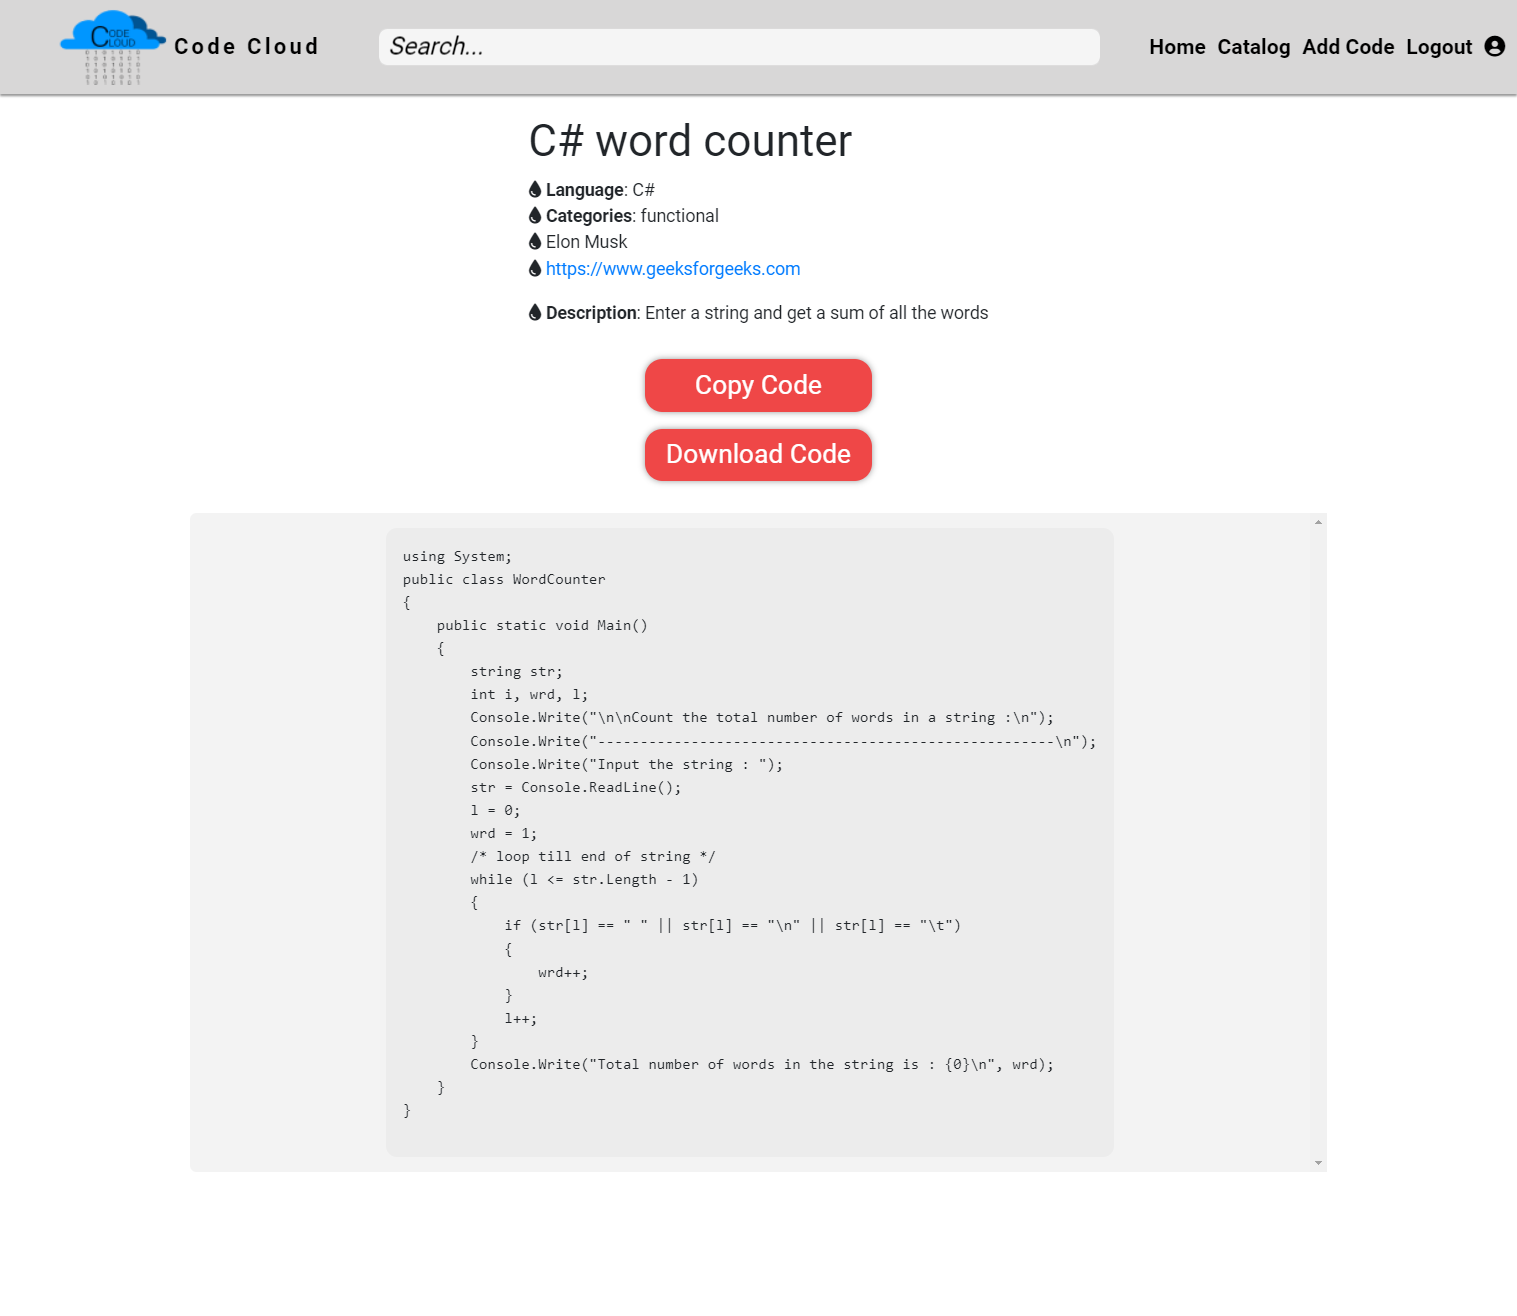 CODE
CLOUD
Code Cloud
Search...
Home Catalog Add Code Logout
C# word counter
Language: C#
Categories: functional
Elon Musk
https://www.geeksforgeeks.com
Description: Enter a string and get a sum of all the words
Copy Code
Download Code
using System;
public class WordCounter
{
    public static void Main()
    {
        string str;
        int i, wrd, l;
        Console.Write("\n\nCount the total number of words in a string :\n");
        Console.Write("------------------------------------------------------\n");
        Console.Write("Input the string : ");
        str = Console.ReadLine();
        l = 0;
        wrd = 1;
        /* loop till end of string */
        while (l <= str.Length - 1)
        {
            if (str[l] == " " || str[l] == "\n" || str[l] == "\t")
            {
                wrd++;
            }
            l++;
        }
        Console.Write("Total number of words in the string is : {0}\n", wrd);
    }
}